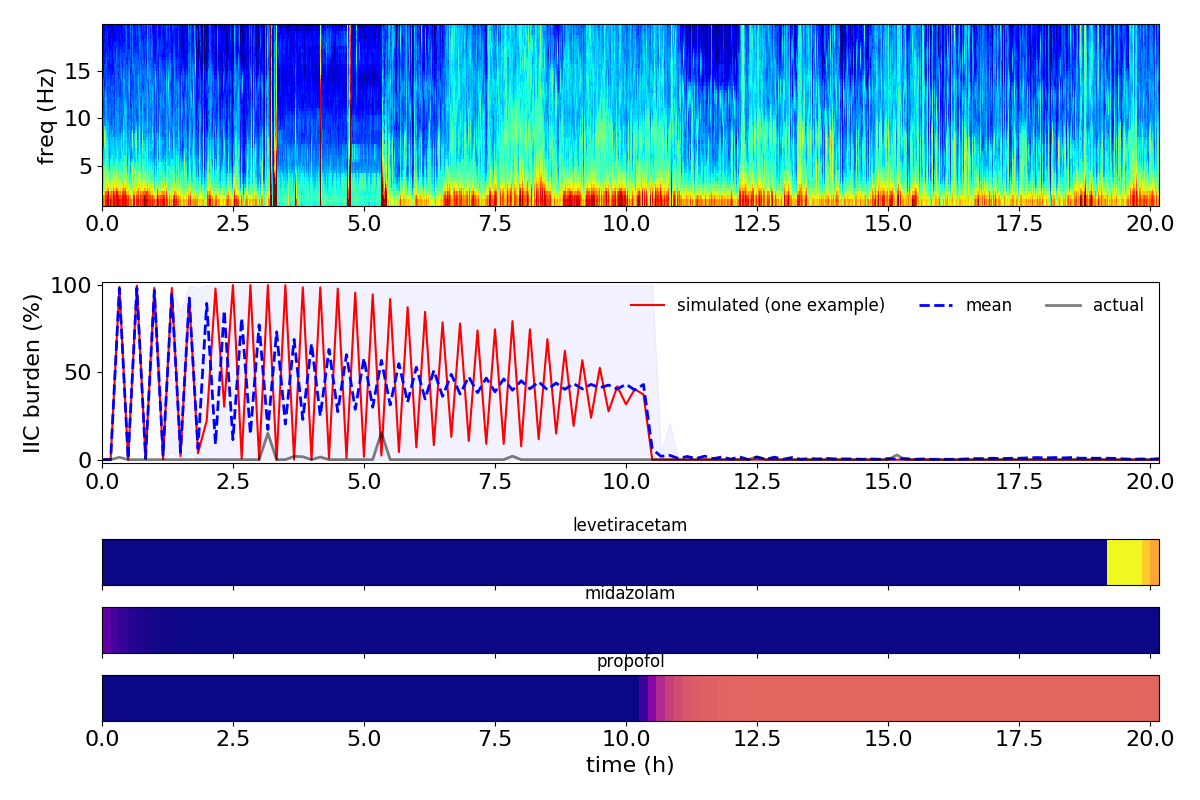 freq (Hz)
15
10
5
0.0 2.5 5.0 7.5 10.0 12.5 15.0 17.5 20.0
IIC burden (%)
100
50
0
simulated (one example) mean actual
0.0 2.5 5.0 7.5 10.0 12.5 15.0 17.5 20.0
levetiracetam
midazolam
propofol
0.0 2.5 5.0 7.5 10.0 12.5 15.0 17.5 20.0
time (h)